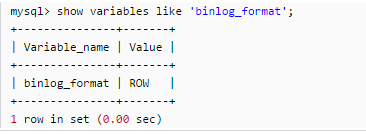 mysql> show variables like 'binlog_format';
+---------------+-------+
| Variable_name | Value |
+---------------+-------+
| binlog_format | ROW   |
+---------------+-------+
1 row in set (0.00 sec)